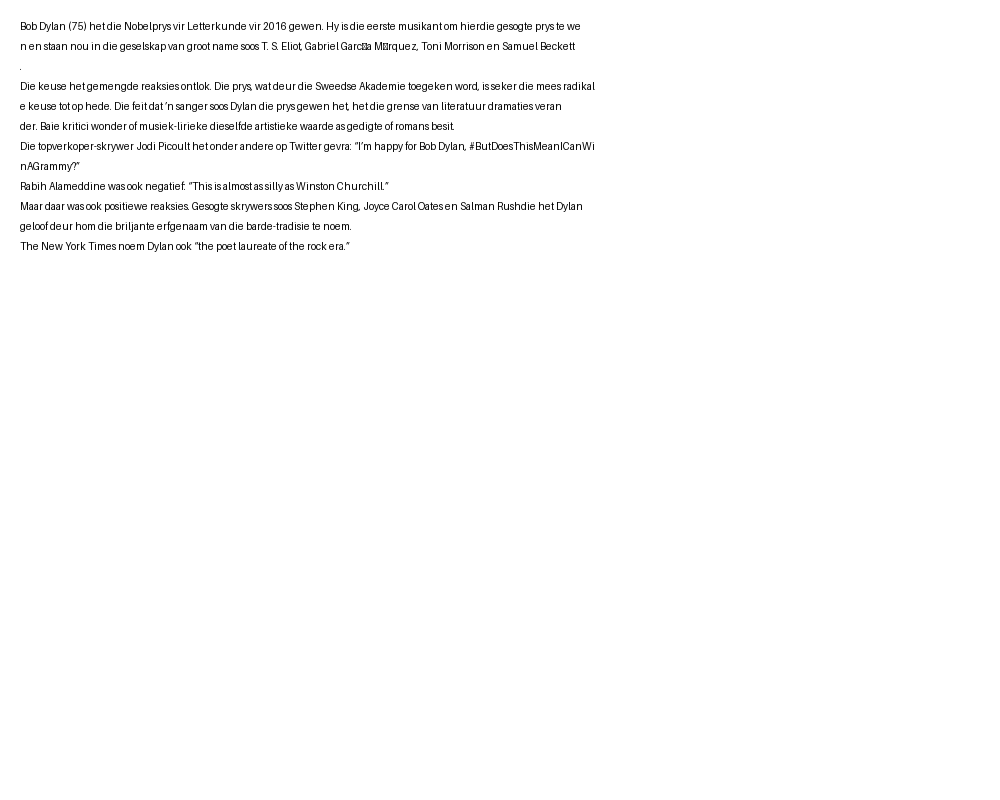 Bob Dylan (75) het die Nobelprys vir Letterkunde vir 2016 gewen. Hy is die eerste musikant om hierdie gesogte prys te we
n en staan nou in die geselskap van groot name soos T. S. Eliot, Gabriel Garc□a M□rquez, Toni Morrison en Samuel Beckett
.
Die keuse het gemengde reaksies ontlok. Die prys, wat deur die Sweedse Akademie toegeken word, is seker die mees radikal
e keuse tot op hede. Die feit dat 'n sanger soos Dylan die prys gewen het, het die grense van literatuur dramaties veran
der. Baie kritici wonder of musiek-lirieke dieselfde artistieke waarde as gedigte of romans besit.
Die topverkoper-skrywer Jodi Picoult het onder andere op Twitter gevra: "I'm happy for Bob Dylan, #ButDoesThisMeanICanWi
nAGrammy?"
Rabih Alameddine was ook negatief: "This is almost as silly as Winston Churchill."
Maar daar was ook positiewe reaksies. Gesogte skrywers soos Stephen King, Joyce Carol Oates en Salman Rushdie het Dylan
geloof deur hom die briljante erfgenaam van die barde-tradisie te noem.
The New York Times noem Dylan ook "the poet laureate of the rock era."